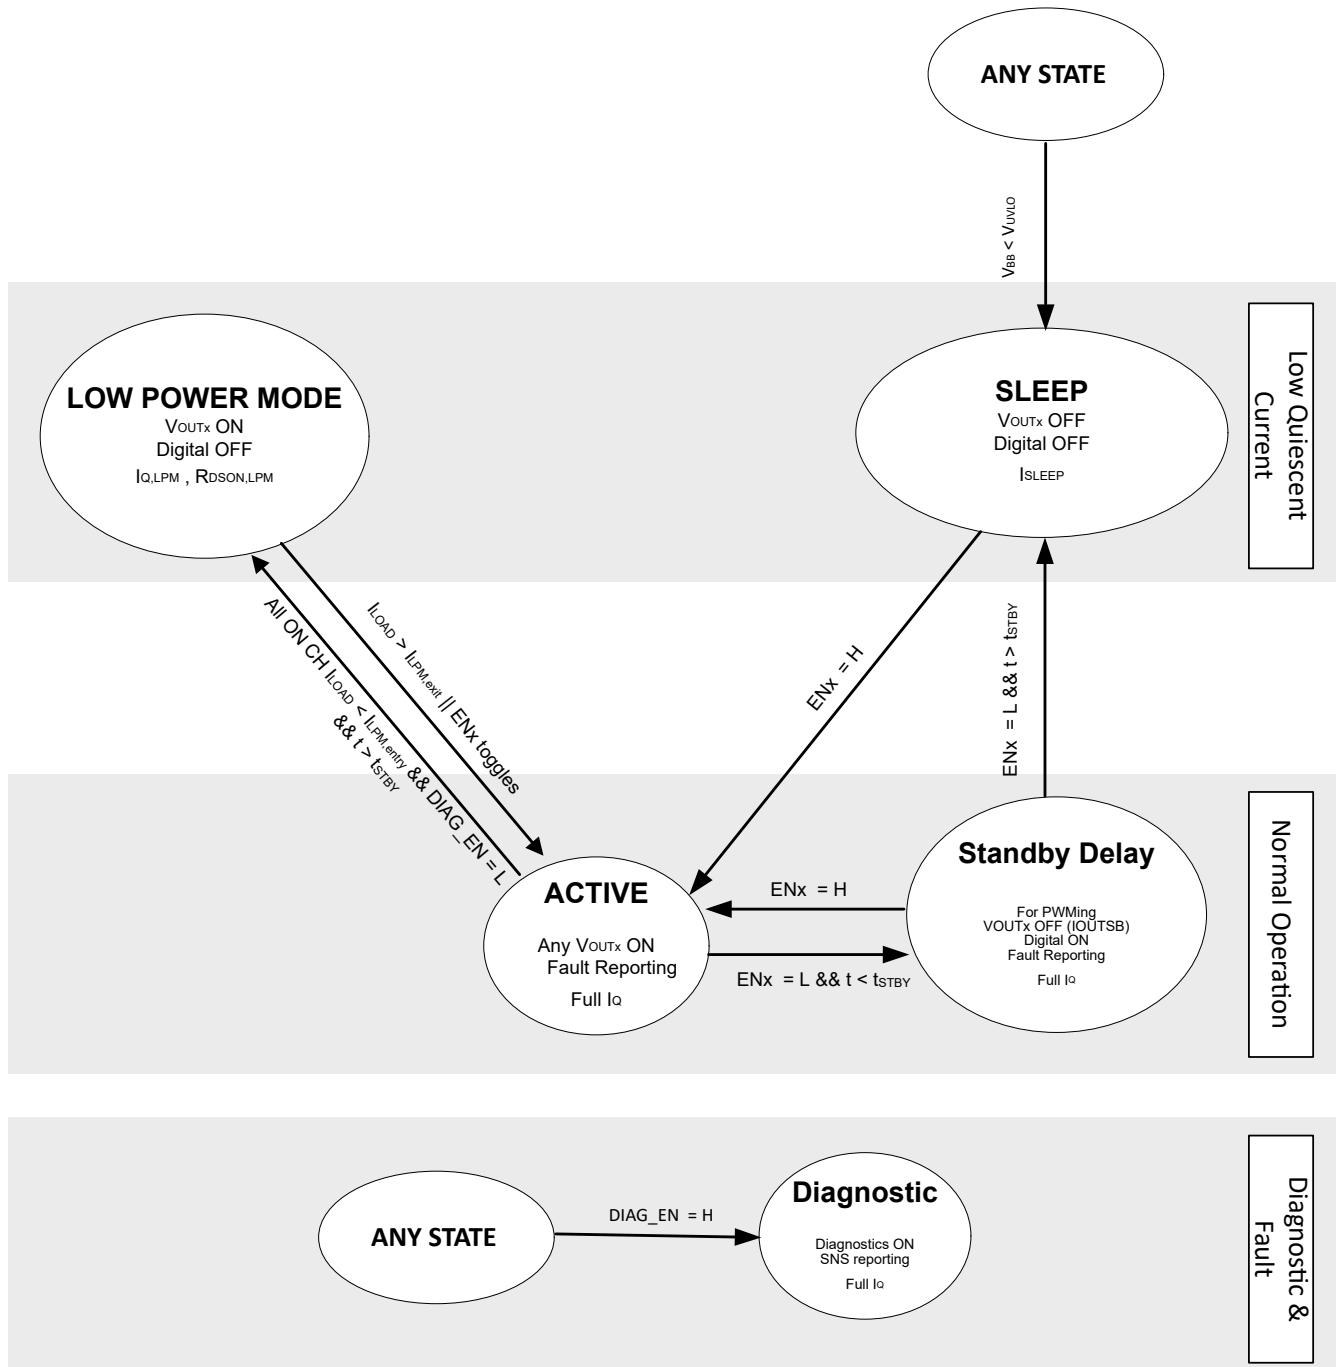 ANY STATE
VBB < VUVLO
Low Quiescent
Current
LOW POWER MODE
VOUTx ON
Digital OFF
IQ,LPM , RDSON,LPM
SLEEP
VOUTx OFF
Digital OFF
ISLEEP
ILOAD > ILPM,exit || ENx toggles
All ON CH ILOAD < ILPM,entry && DIAG_EN = L
&& t > tSTBY
ENx = H
ENx = L && t > tSTBY
Normal Operation
ACTIVE
Any VOUTx ON
Fault Reporting
Full IQ
ENx = H
ENx = L && t < tSTBY
Standby Delay
For PWMing
VOUTx OFF (IOUTSB)
Digital ON
Fault Reporting
Full IQ
Diagnostic &
Fault
ANY STATE
DIAG_EN = H
Diagnostic
Diagnostics ON
SNS reporting
Full IQ